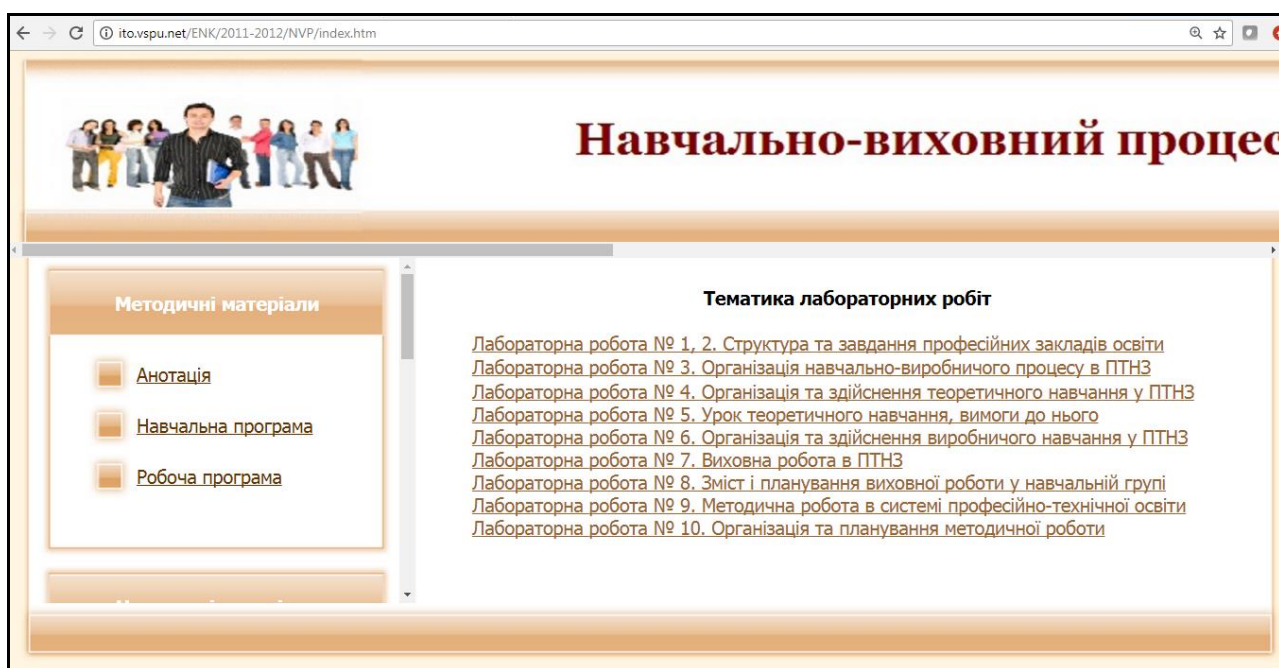 ito.vspu.net/ENK/2011-2012/NVP/index.htm
Навчально-виховний процес
Методичні матеріали
Анотація
Навчальна програма
Робоча програма
Тематика лабораторних робіт
Лабораторна робота № 1, 2. Структура та завдання професійних закладів освіти
Лабораторна робота № 3. Організація навчально-виробничого процесу в ПТНЗ
Лабораторна робота № 4. Організація та здійснення теоретичного навчання у ПТНЗ
Лабораторна робота № 5. Урок теоретичного навчання, вимоги до нього
Лабораторна робота № 6. Організація та здійснення виробничого навчання у ПТНЗ
Лабораторна робота № 7. Виховна робота в ПТНЗ
Лабораторна робота № 8. Зміст і планування виховної роботи у навчальній групі
Лабораторна робота № 9. Методична робота в системі професійно-технічної освіти
Лабораторна робота № 10. Організація та планування методичної роботи